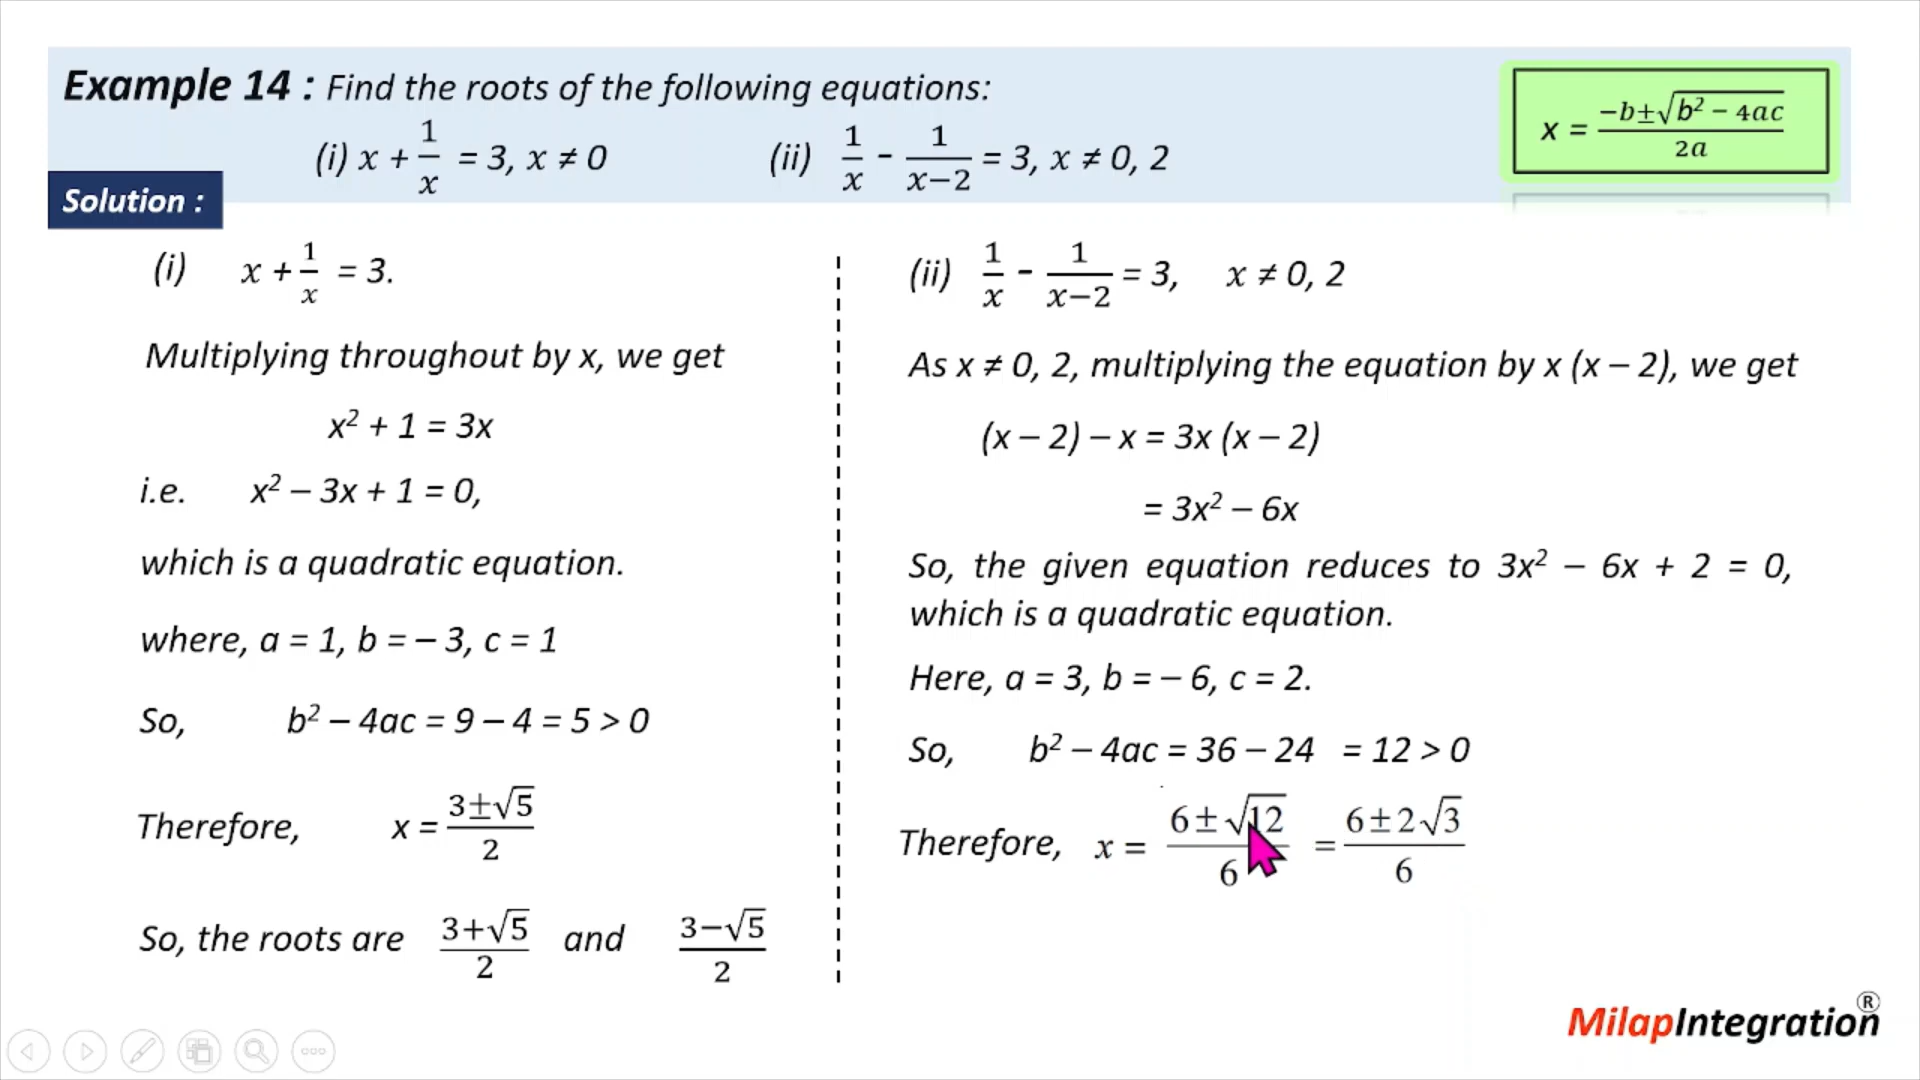 Example 14 : Find the roots of the following equations:
(i) x + 1/x = 3, x ≠ 0 (ii) 1/x - 1/(x−2) = 3, x ≠ 0, 2
x = (−b±√(b² − 4ac))/2a
Solution :
(i) x + 1/x = 3.
Multiplying throughout by x, we get
x² + 1 = 3x
i.e. x² – 3x + 1 = 0,
which is a quadratic equation.
where, a = 1, b = – 3, c = 1
So, b² – 4ac = 9 – 4 = 5 > 0
Therefore, x = (3±√5)/2
So, the roots are (3+√5)/2 and (3−√5)/2
(ii) 1/x - 1/(x−2) = 3, x ≠ 0, 2
As x ≠ 0, 2, multiplying the equation by x (x – 2), we get
(x – 2) – x = 3x (x – 2)
= 3x² – 6x
So, the given equation reduces to 3x² – 6x + 2 = 0,
which is a quadratic equation.
Here, a = 3, b = – 6, c = 2.
So, b² – 4ac = 36 – 24 = 12 > 0
Therefore, x = (6 ± √12)/6 = (6 ± 2√3)/6
MilapIntegration®